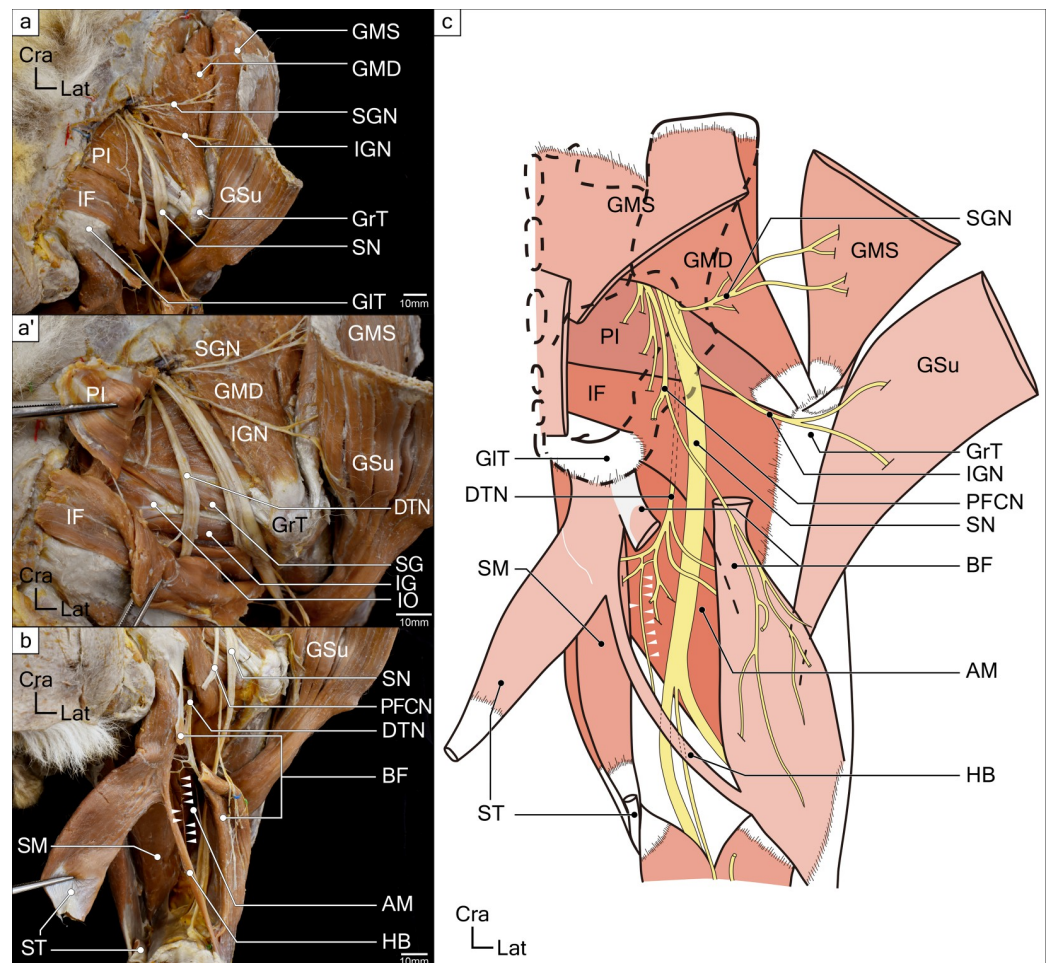 a
Cra
Lat
GMS
GMD
SGN
IGN
PI
IF
GSu
GrT
SN
GIT
10mm
a'
GMS
SGN
PI
GMD
IGN
GSu
DTN
IF
GrT
SG
IG
IO
10mm
b
GSu
Cra
Lat
SN
PFCN
DTN
BF
SM
AM
ST
HB
10mm
c
GMS
SGN
GMD
GMS
PI
GSu
IF
GIT
GrT
IGN
DTN
PFCN
SN
SM
BF
AM
HB
ST
Cra
Lat